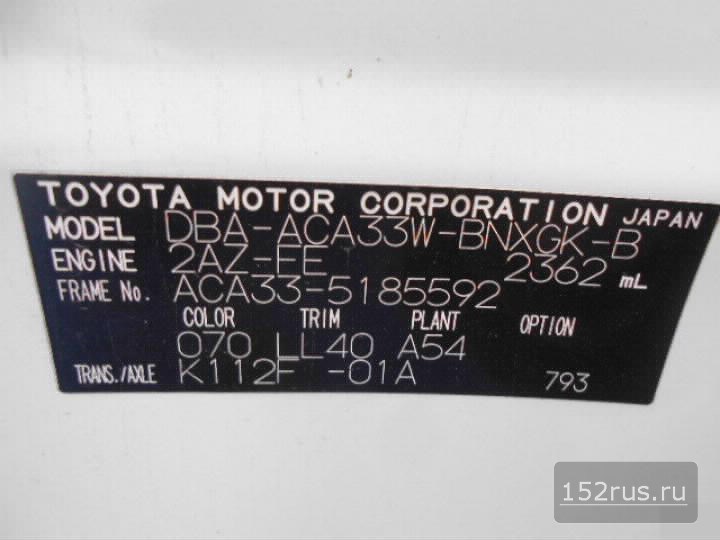 TOYOTA MOTOR CORPORATION JAPAN
MODEL DBA-ACA33W-BNXGK-B
ENGINE 2AZ-FE 2362 mL
FRAME No. ACA33-5185592
COLOR TRIM PLANT OPTION
070 LL40 A54
TRANS./AXLE K112F -01A 793
152rus.ru